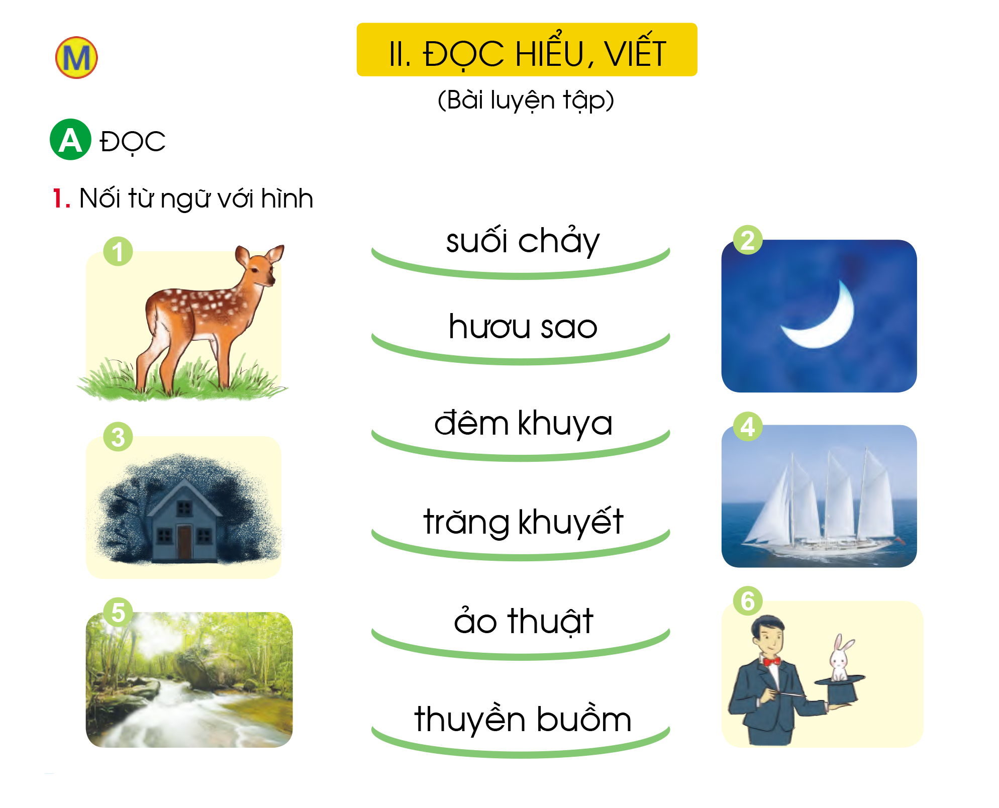 M
II. ĐỌC HIỂU, VIẾT
(Bài luyện tập)
A ĐỌC
1. Nối từ ngữ với hình
suối chảy
1
2
hươu sao
đêm khuya
3
4
trăng khuyết
ảo thuật
5
6
thuyền buồm